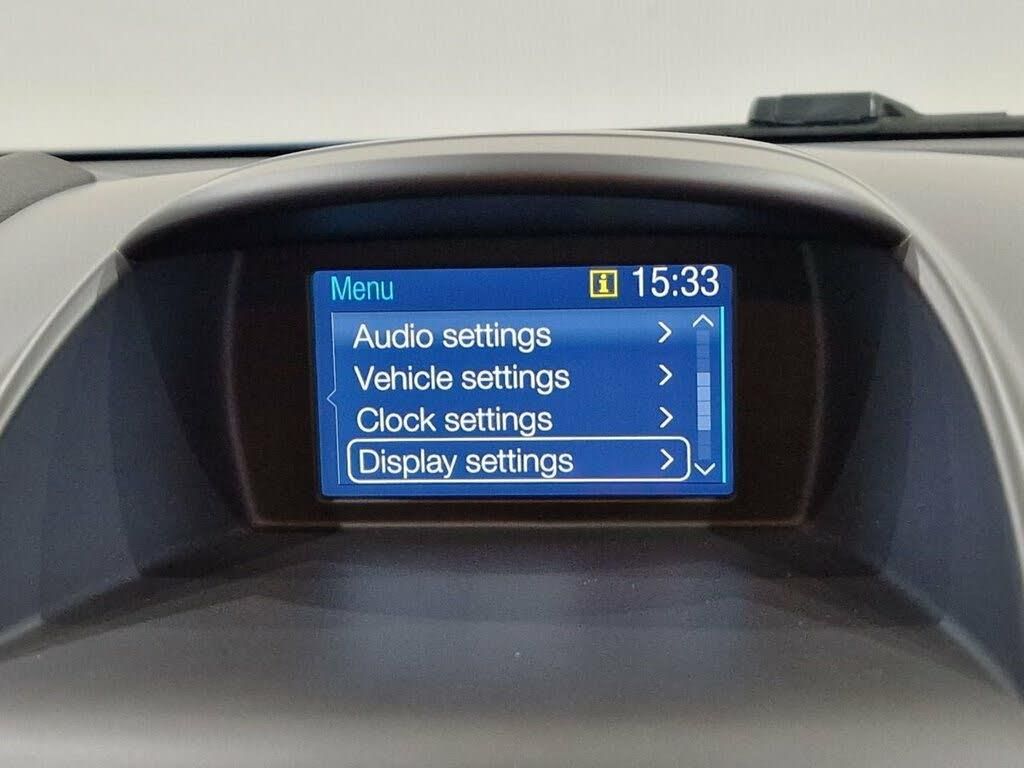 Menu i 15:33
Audio settings
Vehicle settings
Clock settings
Display settings